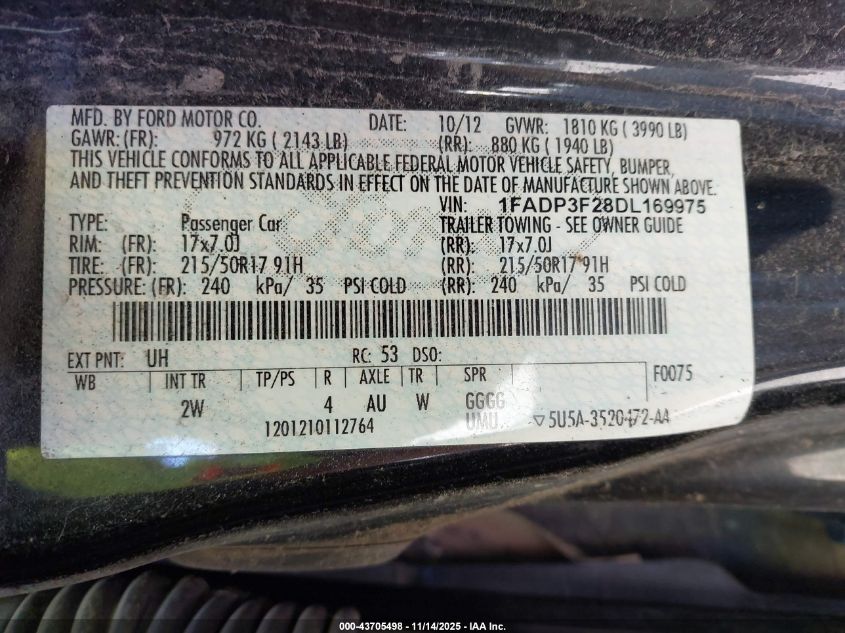 MFD. BY FORD MOTOR CO. DATE: 10/12 GVWR: 1810 KG ( 3990 LB)
GAWR: (FR): 972 KG ( 2143 LB) (RR): 880 KG ( 1940 LB)
THIS VEHICLE CONFORMS TO ALL APPLICABLE FEDERAL MOTOR VEHICLE SAFETY, BUMPER,
AND THEFT PREVENTION STANDARDS IN EFFECT ON THE DATE OF MANUFACTURE SHOWN ABOVE.
VIN: 1FADP3F28DL169975
TYPE: Passenger Car TRAILER TOWING - SEE OWNER GUIDE
RIM: (FR): 17x7.0J (RR): 17x7.0J
TIRE: (FR): 215/50R17 91H (RR): 215/50R17 91H
PRESSURE: (FR): 240 kPa/ 35 PSI COLD (RR): 240 kPa/ 35 PSI COLD
EXT PNT: UH RC: 53 DSO:
WB INT TR TP/PS R AXLE TR SPR F0075
2W 4 AU W GGGG
1201210112764 UMU ▽5U5A-3520472-AA
000-43705498 - 11/14/2025 - IAA Inc.